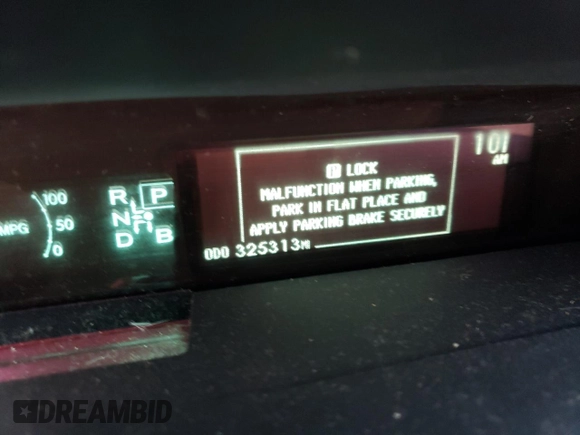 101
AM
P LOCK
MALFUNCTION WHEN PARKING,
PARK IN FLAT PLACE AND
APPLY PARKING BRAKE SECURELY
ODO 325313MI
100
MPG 50
0
R P
N
D B
DREAMBID